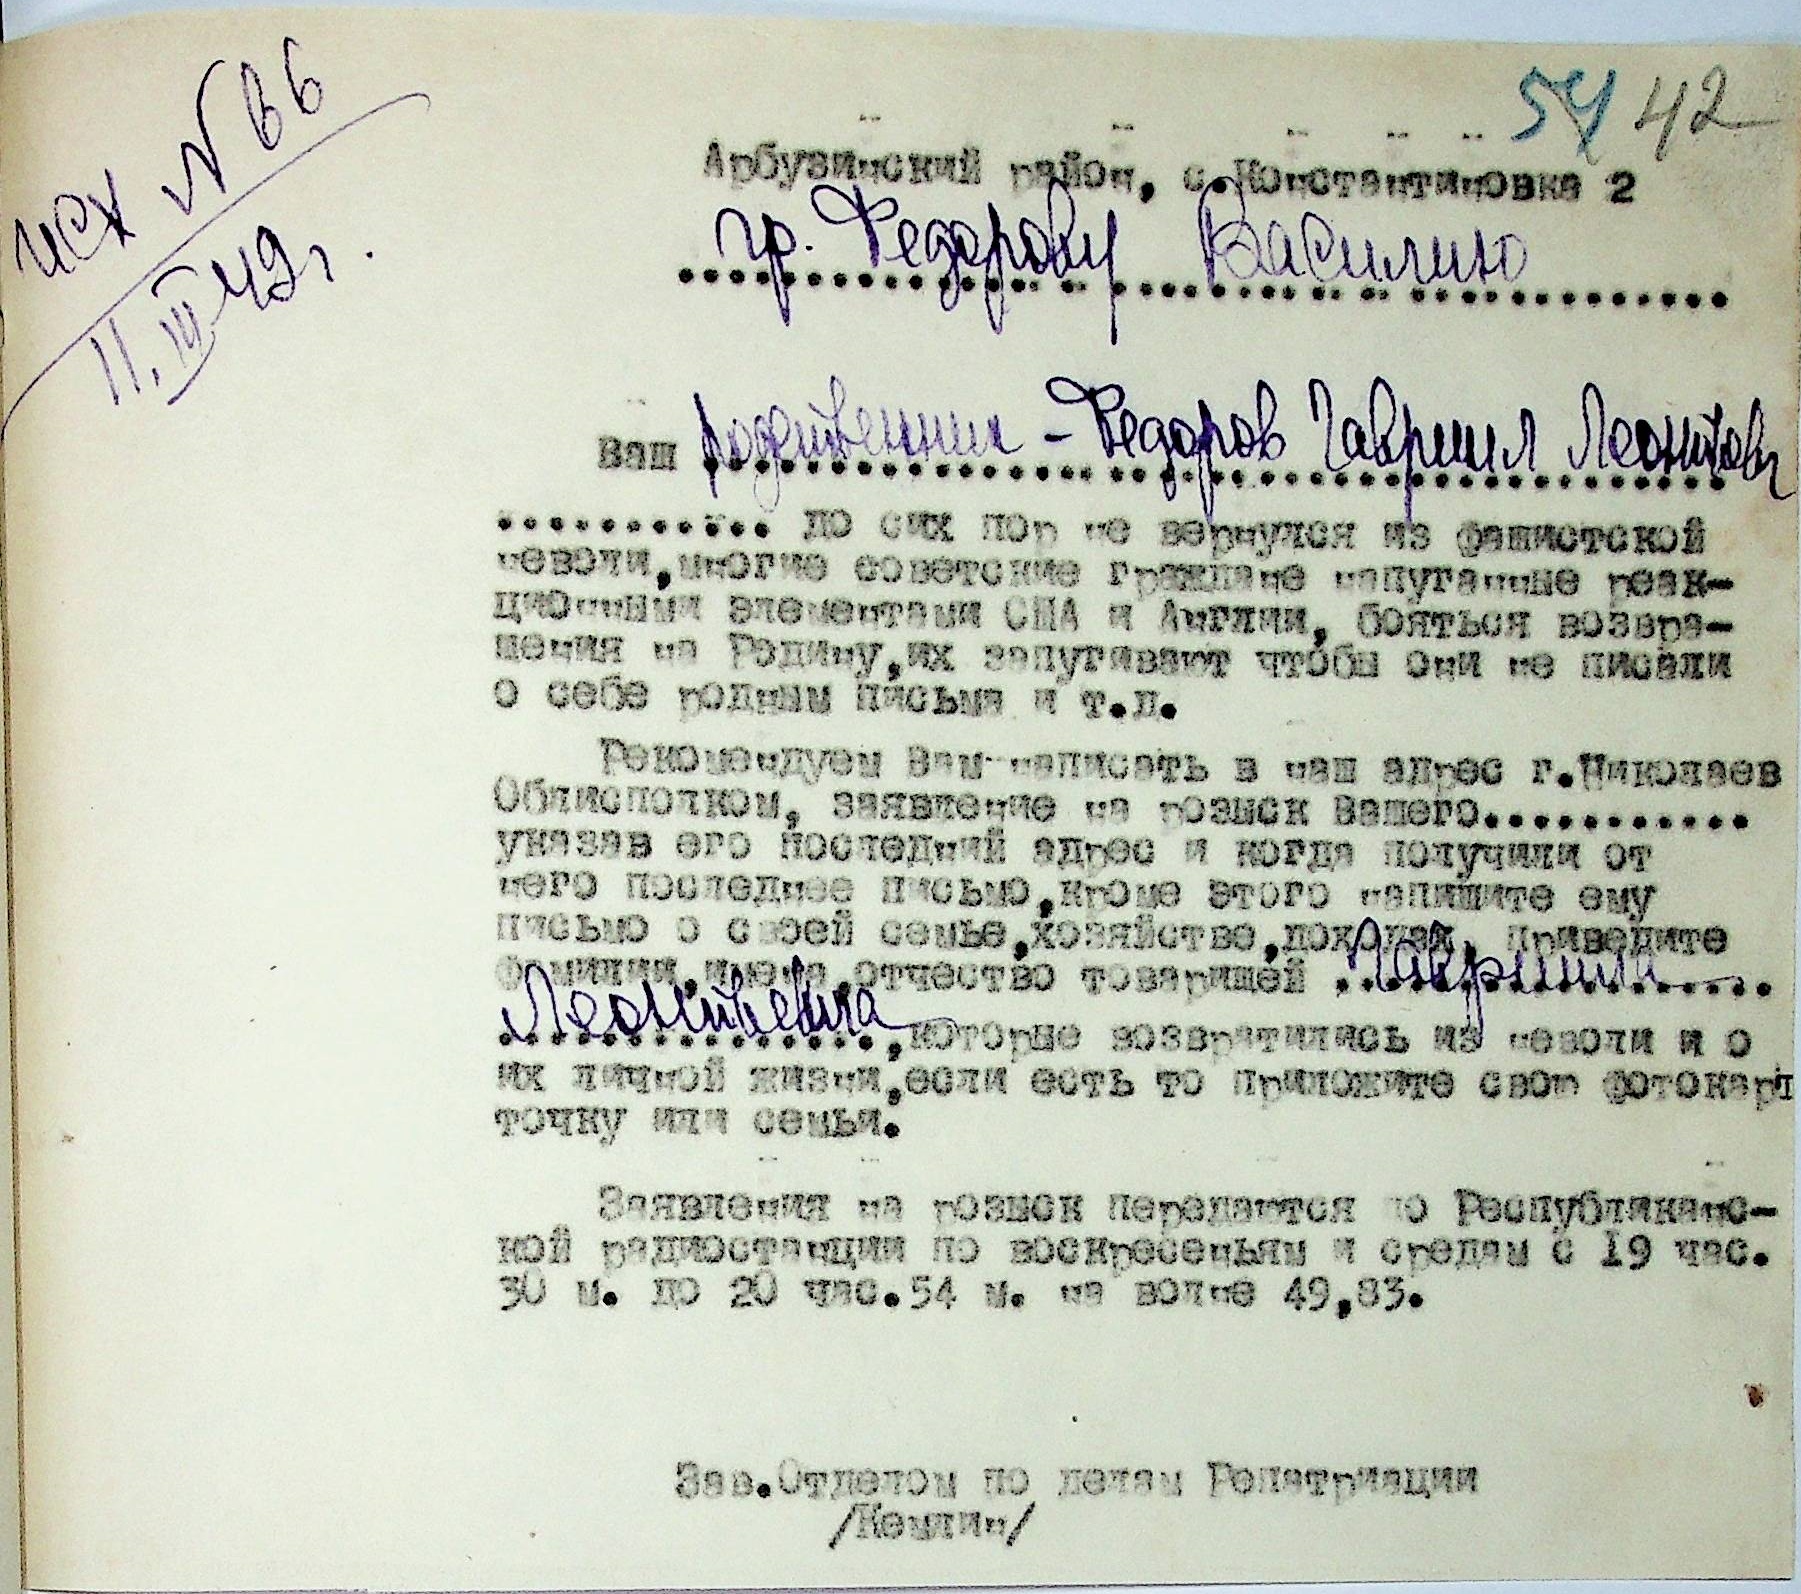 исх № 66
11.III 49г.
54 42
Арбузинский район, с.Константиновка 2
гр. Федорову Василию
Ваш родственник - Федоров Гавриил Леонтьев
........... до сих пор не вернулся из фашистской
неволи,многие советские граждане напуганные реак-
ционными элементами США и Англии, бояться возвра-
щения на Родину,их запугивают чтобы они не писали
о себе родным письма и т.д.
Рекомендуем Вам написать в наш адрес г.Николаев
Облисполком, заявление на розыск Вашего...........
указав его последний адрес и когда получили от
него последнее письмо,кроме этого напишите ему
письмо о своей семье,хозяйстве, приведите
фамилии,имена,отчество товарищей Гавриила
Леонтьевича ,которые возвратились из неволи и о
их личной жизни,если есть то приложите свою фотокарт
точку или семьи.
Заявления на розыск передаются по Республиканс-
кой радиостанции по воскресеньям и средам с 19 час.
30 м. до 20 час.54 м. на волне 49,83.
Зав.Отделом по делам Репатриации
/Кемлин/